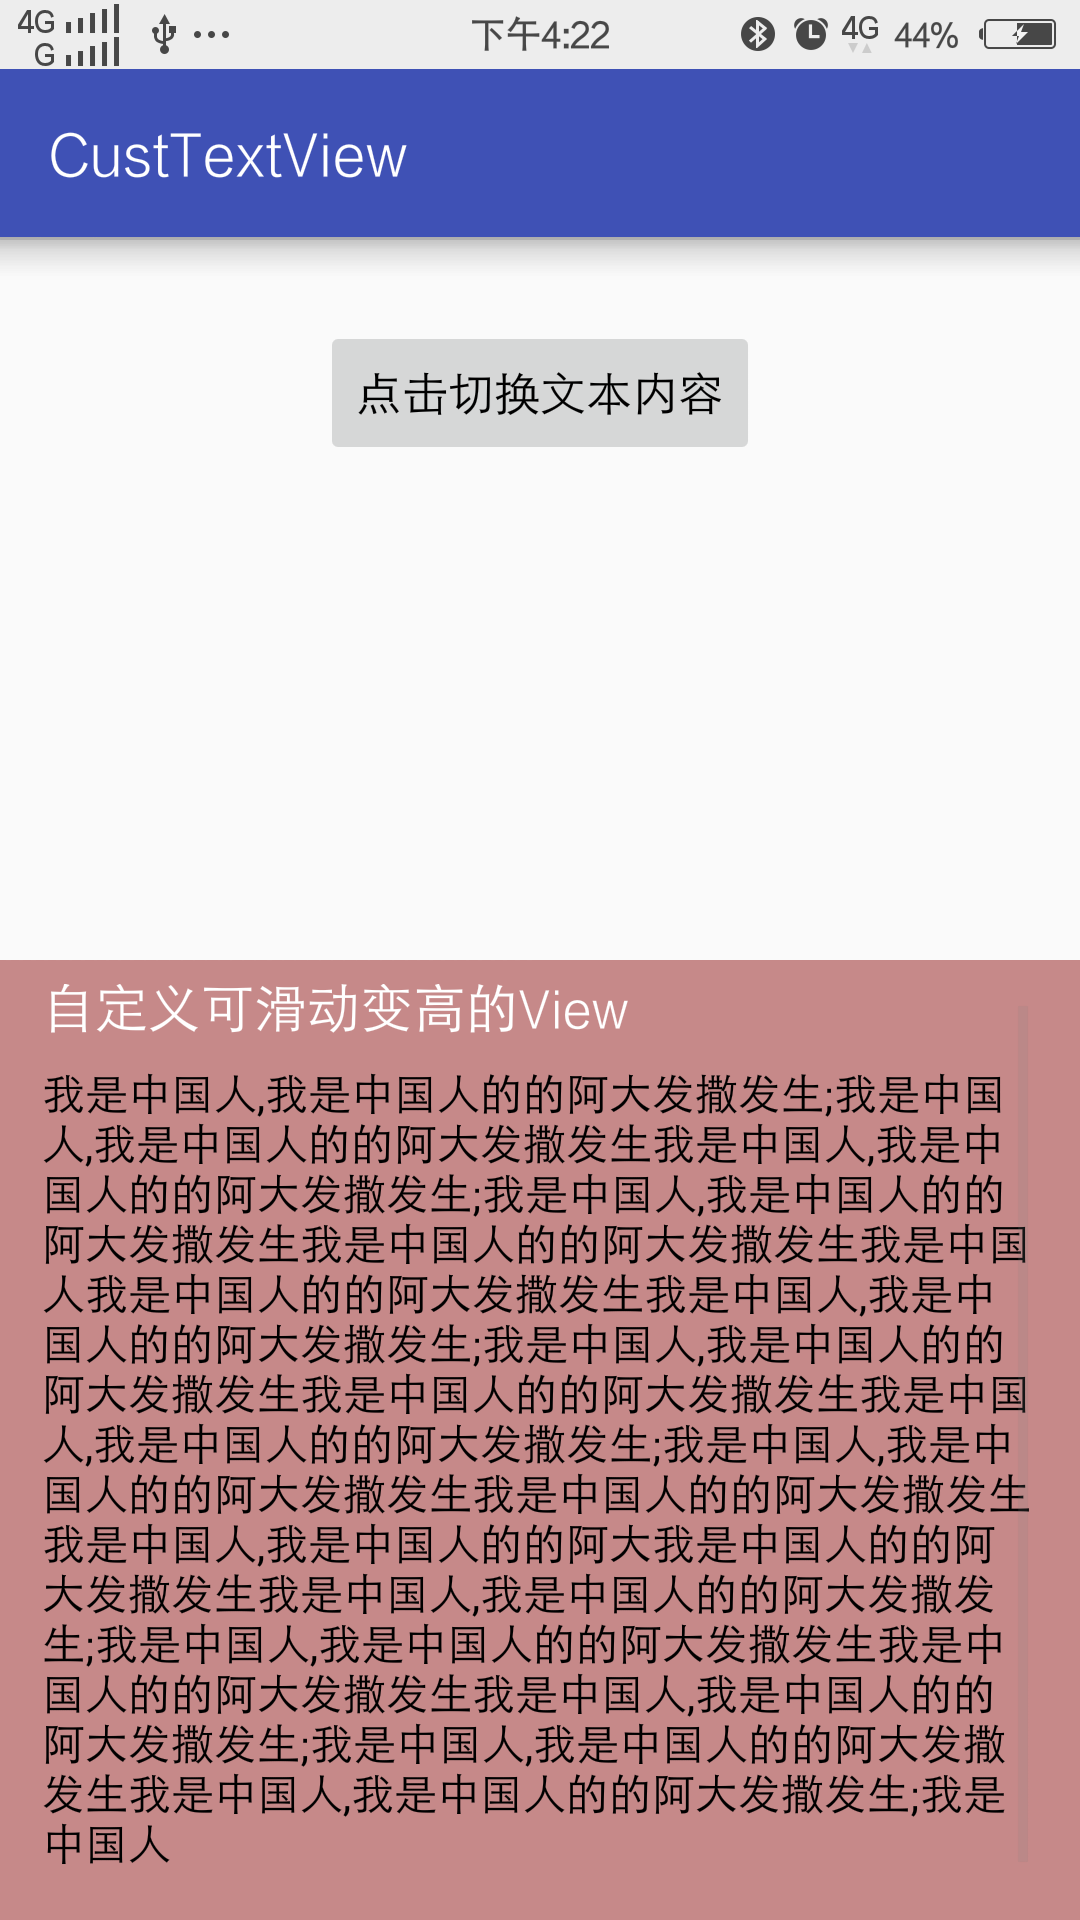 4G
G
下午4:22
4G
44%
CustTextView
点击切换文本内容
自定义可滑动变高的View
我是中国人,我是中国人的的阿大发撒发生;我是中国
人,我是中国人的的阿大发撒发生我是中国人,我是中
国人的的阿大发撒发生;我是中国人,我是中国人的的
阿大发撒发生我是中国人的的阿大发撒发生我是中国
人我是中国人的的阿大发撒发生我是中国人,我是中
国人的的阿大发撒发生;我是中国人,我是中国人的的
阿大发撒发生我是中国人的的阿大发撒发生我是中国
人,我是中国人的的阿大发撒发生;我是中国人,我是中
国人的的阿大发撒发生我是中国人的的阿大发撒发生
我是中国人,我是中国人的的阿大我是中国人的的阿
大发撒发生我是中国人,我是中国人的的阿大发撒发
生;我是中国人,我是中国人的的阿大发撒发生我是中
国人的的阿大发撒发生我是中国人,我是中国人的的
阿大发撒发生;我是中国人,我是中国人的的阿大发撒
发生我是中国人,我是中国人的的阿大发撒发生;我是
中国人